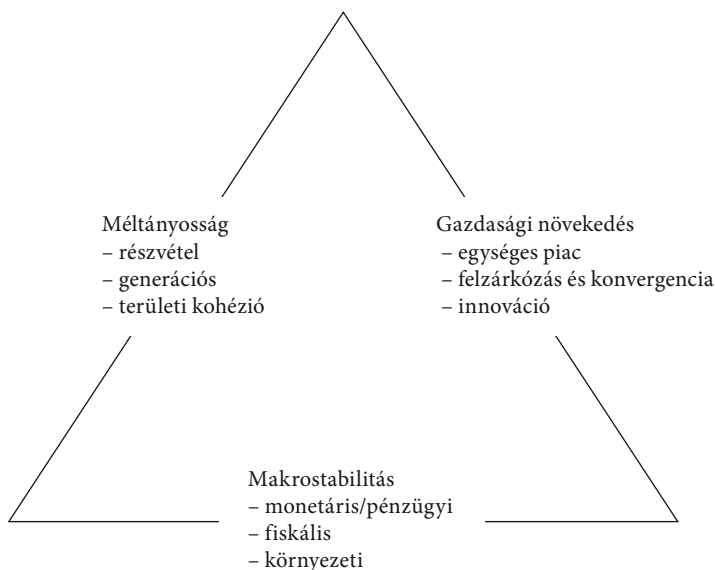 Méltányosság
– részvétel
– generációs
– területi kohézió
Gazdasági növekedés
– egységes piac
– felzárkózás és konvergencia
– innováció
Makrostabilitás
– monetáris/pénzügyi
– fiskális
– környezeti